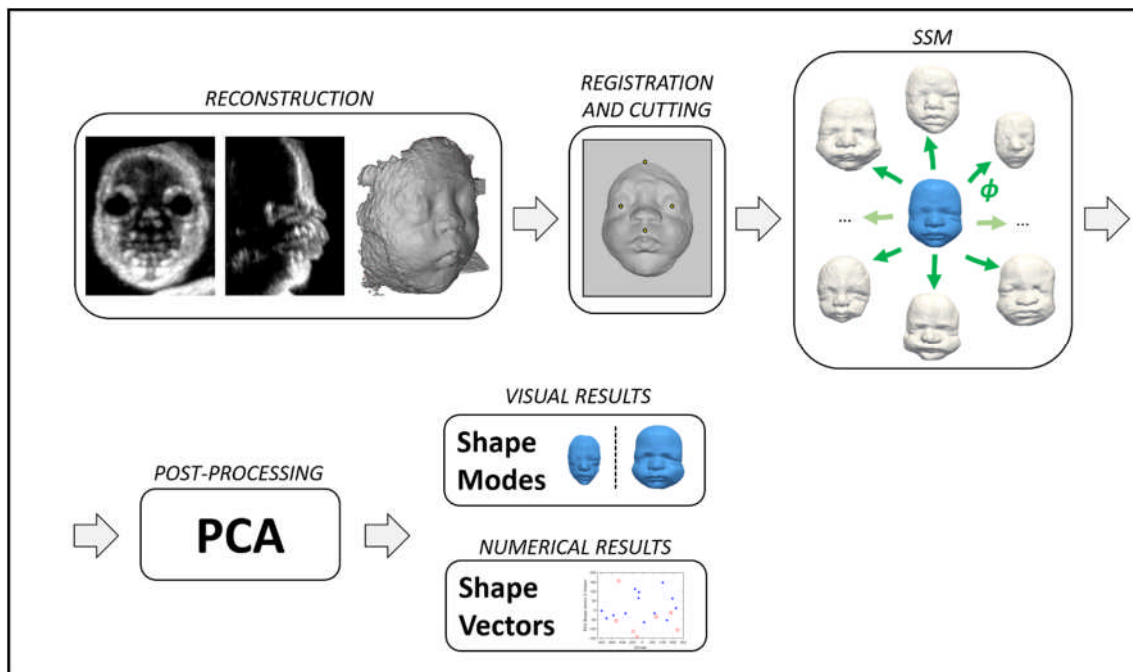 RECONSTRUCTION
REGISTRATION
AND CUTTING
SSM
ϕ
...
...
POST-PROCESSING
PCA
VISUAL RESULTS
Shape
Modes
NUMERICAL RESULTS
Shape
Vectors